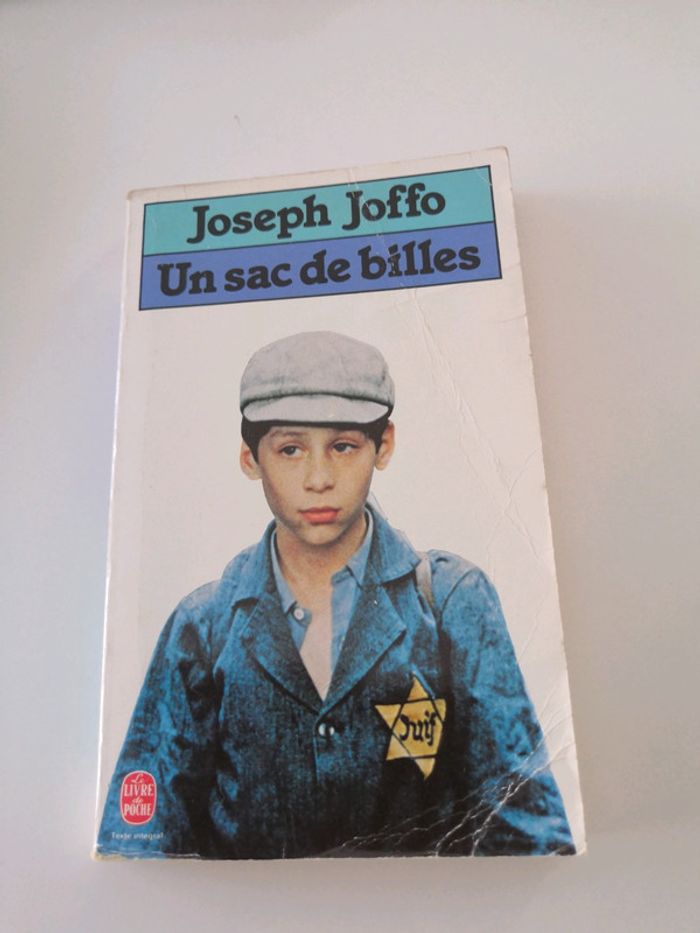 Joseph Joffo
Un sac de billes
Juif
Le
LIVRE
de
POCHE
Texte intégral